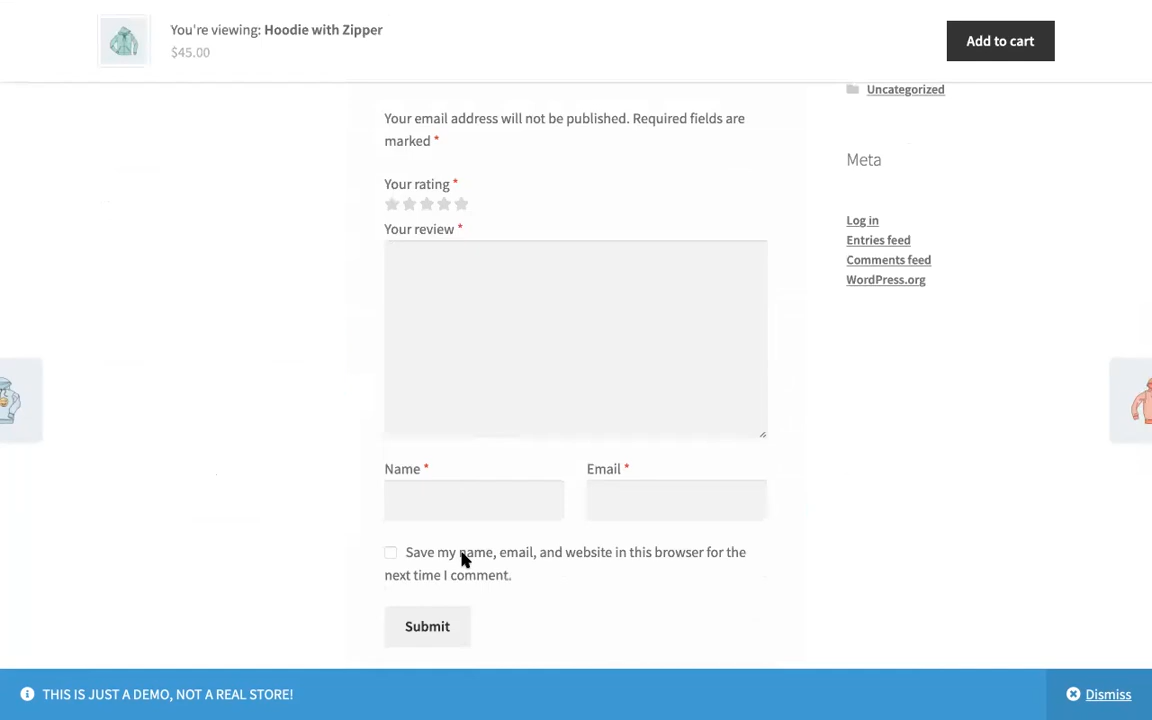 You're viewing: Hoodie with Zipper
$45.00
Add to cart
Uncategorized
Your email address will not be published. Required fields are
marked *
Meta
Your rating *
Your review *
Log in
Entries feed
Comments feed
WordPress.org
Name *
Email *
Save my name, email, and website in this browser for the
next time I comment.
Submit
THIS IS JUST A DEMO, NOT A REAL STORE!
Dismiss